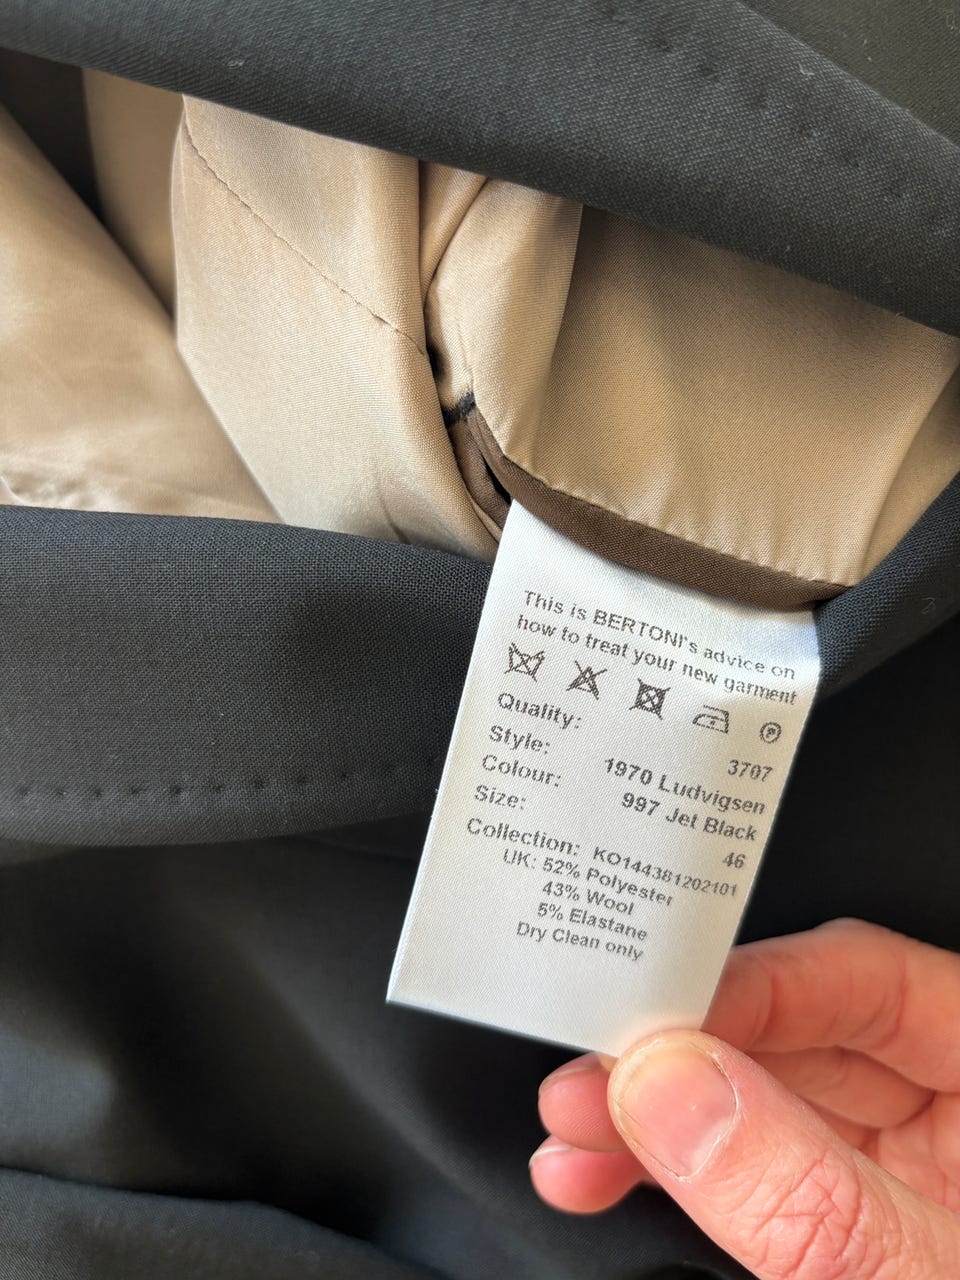 This is BERTONI's advice on
how to treat your new garment
P
Quality: 3707
Style: 1970 Ludvigsen
Colour: 997 Jet Black
Size: 46
Collection: KO144381202101
UK: 52% Polyester
43% Wool
5% Elastane
Dry Clean only